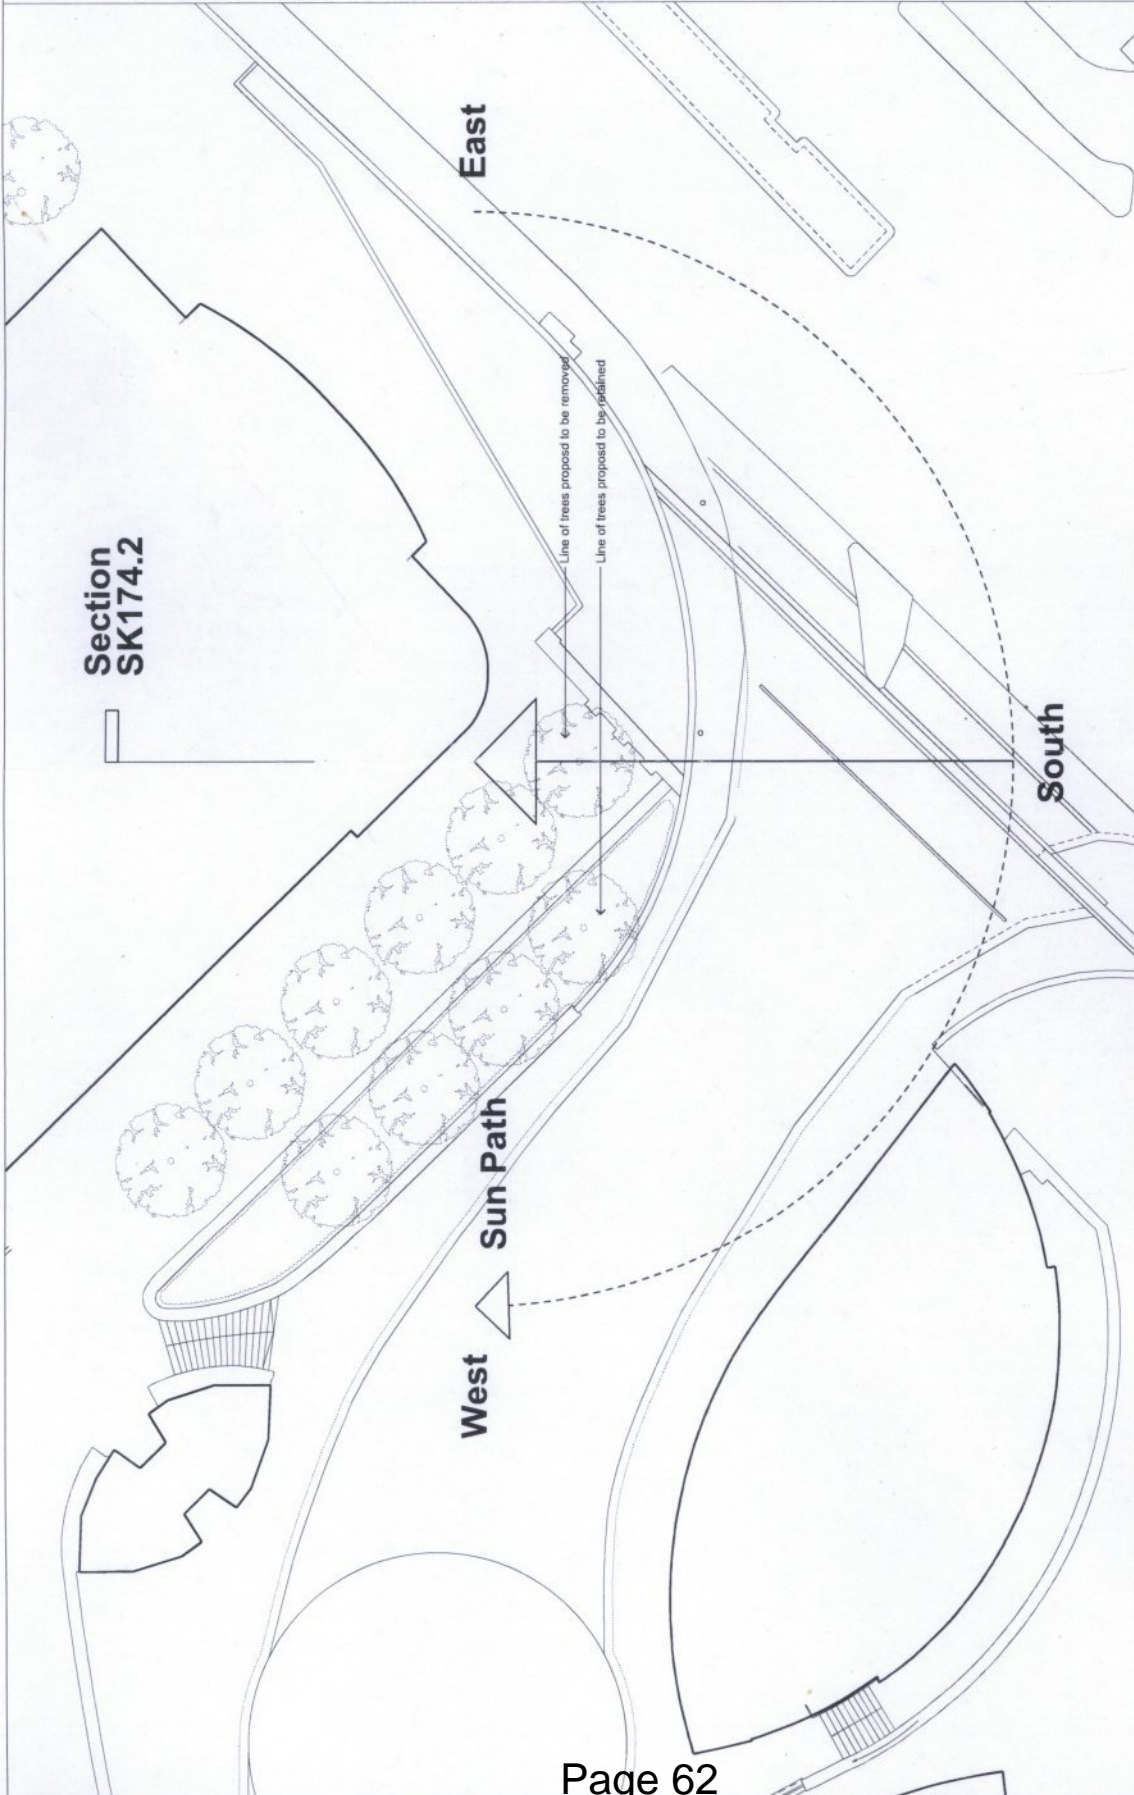 Section
SK174.2
East
Line of trees proposd to be removed
Line of trees proposd to be retained
South
Sun Path
West
Page 62